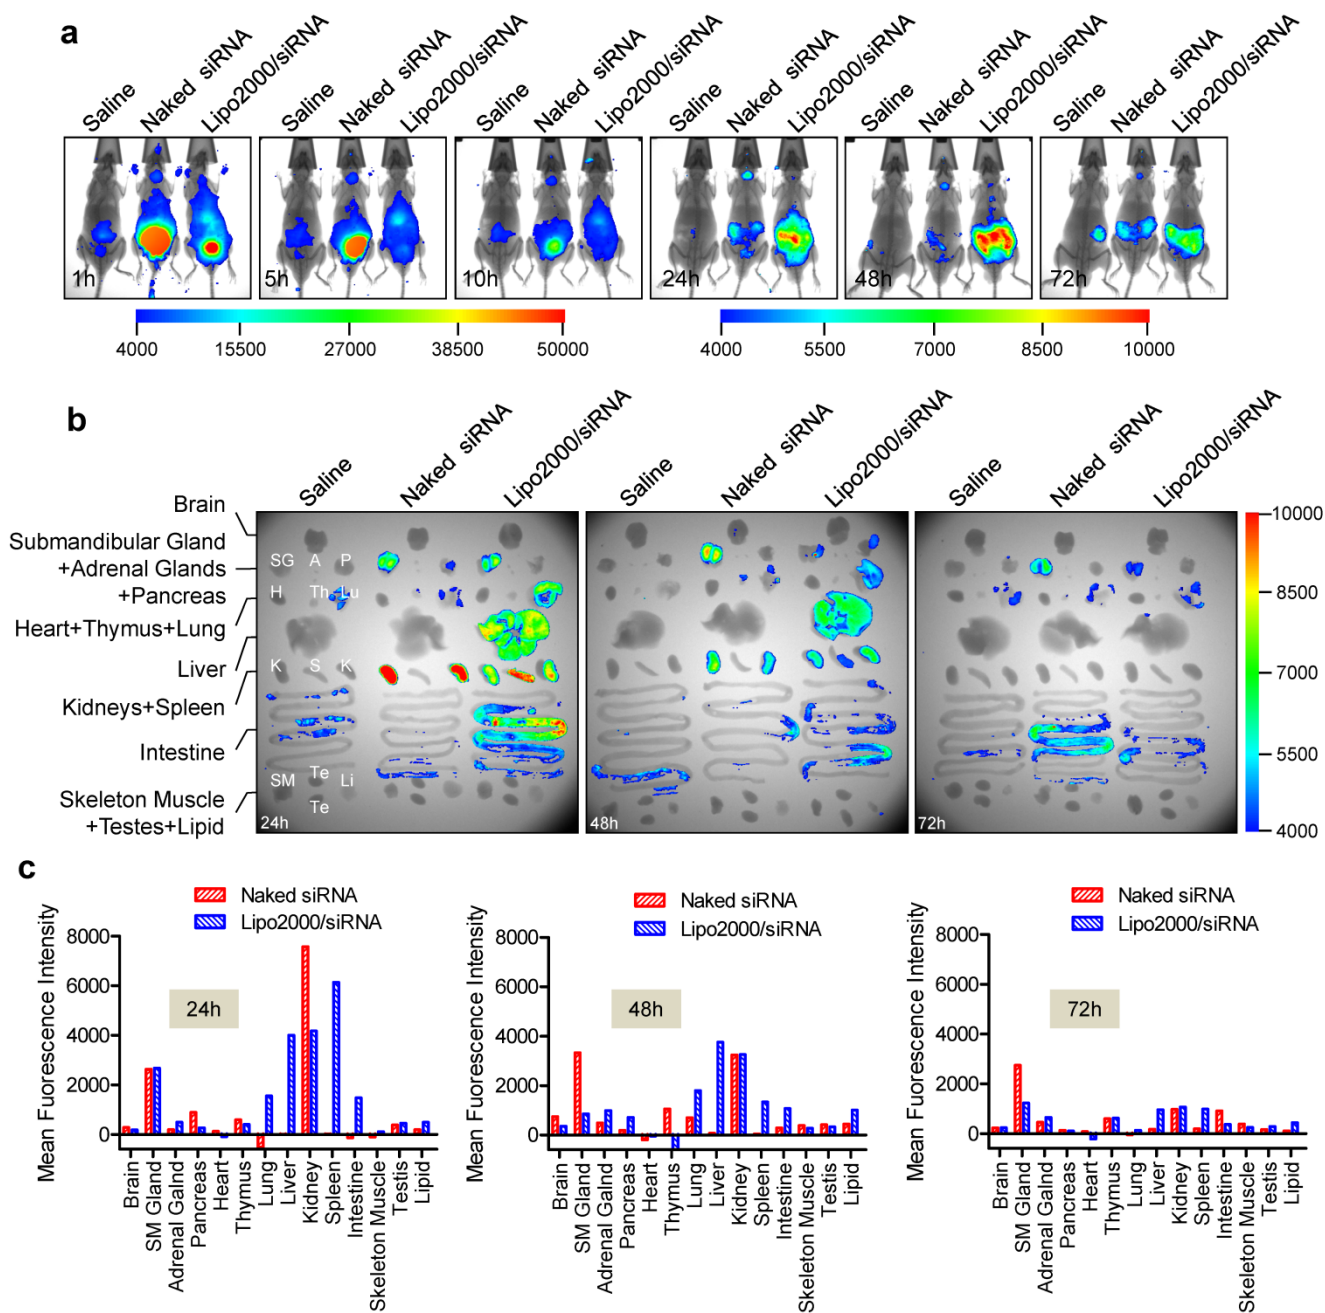 a
Saline Naked siRNA Lipo2000/siRNA Saline Naked siRNA Lipo2000/siRNA Saline Naked siRNA Lipo2000/siRNA Saline Naked siRNA Lipo2000/siRNA Saline Naked siRNA Lipo2000/siRNA Saline Naked siRNA Lipo2000/siRNA
1h 5h 10h 24h 48h 72h
4000 15500 27000 38500 50000 4000 5500 7000 8500 10000
b
Saline Naked siRNA Lipo2000/siRNA Saline Naked siRNA Lipo2000/siRNA Saline Naked siRNA Lipo2000/siRNA
Brain
Submandibular Gland
+Adrenal Glands
+Pancreas
Heart+Thymus+Lung
Liver
Kidneys+Spleen
Intestine
Skeleton Muscle
+Testes+Lipid
SG A P
H Th Lu
K S K
SM Te Li
Te
24h 48h 72h
10000
8500
7000
5500
4000
c
Mean Fuorescence Intensity
Naked siRNA
Lipo2000/siRNA
24h
8000
6000
4000
2000
0
Brain
SM Gland
Adrenal Galnd
Pancreas
Heart
Thymus
Lung
Liver
Kidney
Spleen
Intestine
Skeleton Muscle
Testis
Lipid
Mean Fuorescence Intensity
Naked siRNA
Lipo2000/siRNA
48h
8000
6000
4000
2000
0
Brain
SM Gland
Adrenal Galnd
Pancreas
Heart
Thymus
Lung
Liver
Kidney
Spleen
Intestine
Skeleton Muscle
Testis
Lipid
Mean Fuorescence Intensity
Naked siRNA
Lipo2000/siRNA
72h
8000
6000
4000
2000
0
Brain
SM Gland
Adrenal Galnd
Pancreas
Heart
Thymus
Lung
Liver
Kidney
Spleen
Intestine
Skeleton Muscle
Testis
Lipid